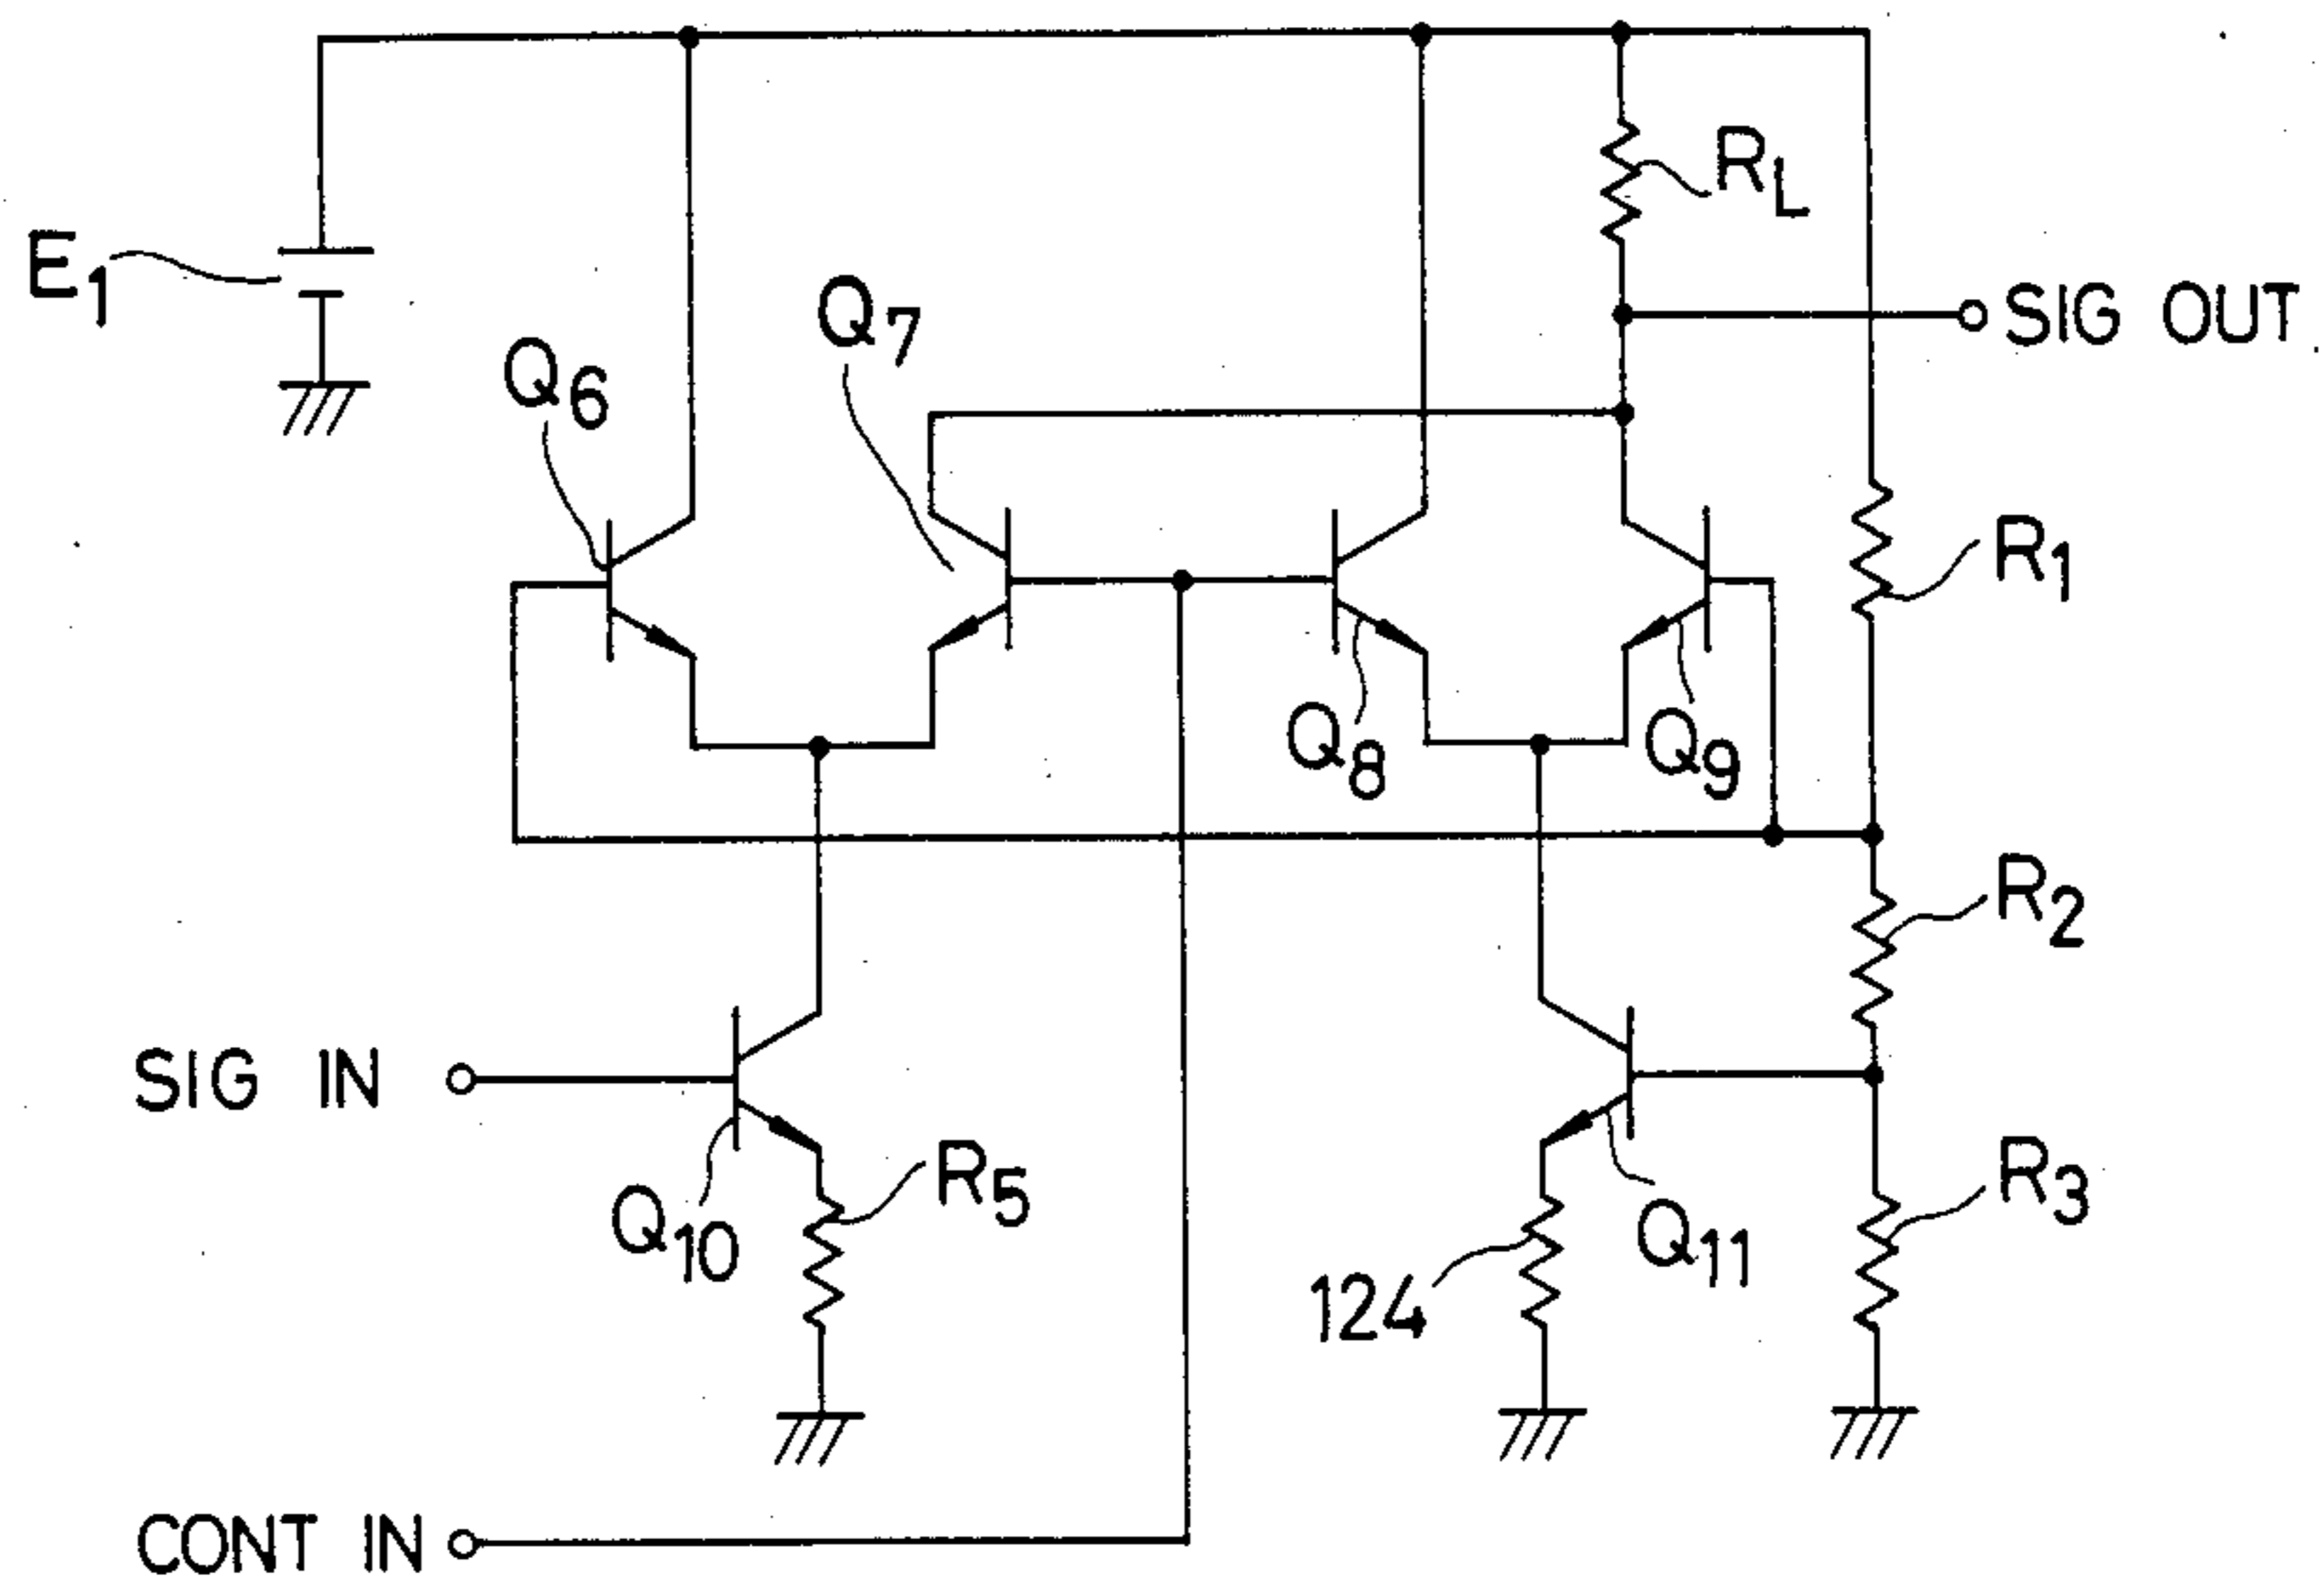 RL
E1
SIG OUT
Q7
Q6
R1
Q8
Q9
R2
SIG IN
R5
R3
Q10
Q11
124
CONT IN